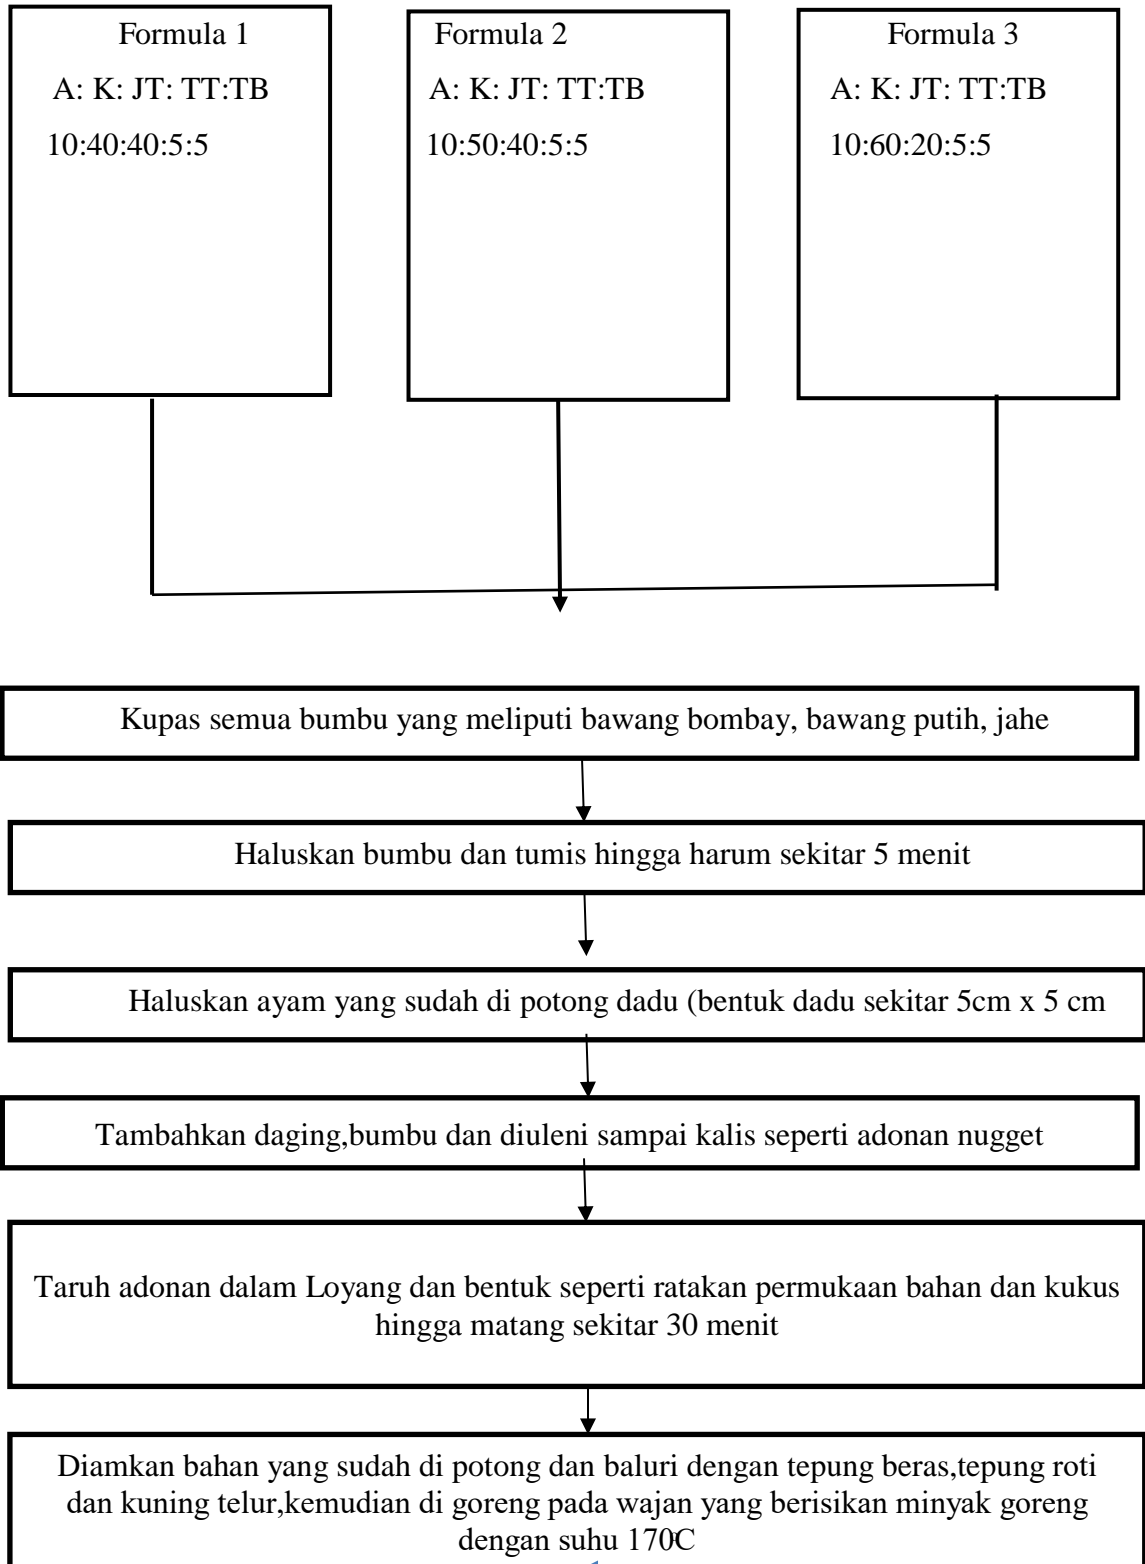 Formula 1
A: K: JT: TT:TB
10:40:40:5:5
Formula 2
A: K: JT: TT:TB
10:50:40:5:5
Formula 3
A: K: JT: TT:TB
10:60:20:5:5
Kupas semua bumbu yang meliputi bawang bombay, bawang putih, jahe
Haluskan bumbu dan tumis hingga harum sekitar 5 menit
Haluskan ayam yang sudah di potong dadu (bentuk dadu sekitar 5cm x 5 cm
Tambahkan daging,bumbu dan diuleni sampai kalis seperti adonan nugget
Taruh adonan dalam Loyang dan bentuk seperti ratakan permukaan bahan dan kukus
hingga matang sekitar 30 menit
Diamkan bahan yang sudah di potong dan baluri dengan tepung beras,tepung roti
dan kuning telur,kemudian di goreng pada wajan yang berisikan minyak goreng
dengan suhu 170⁰C